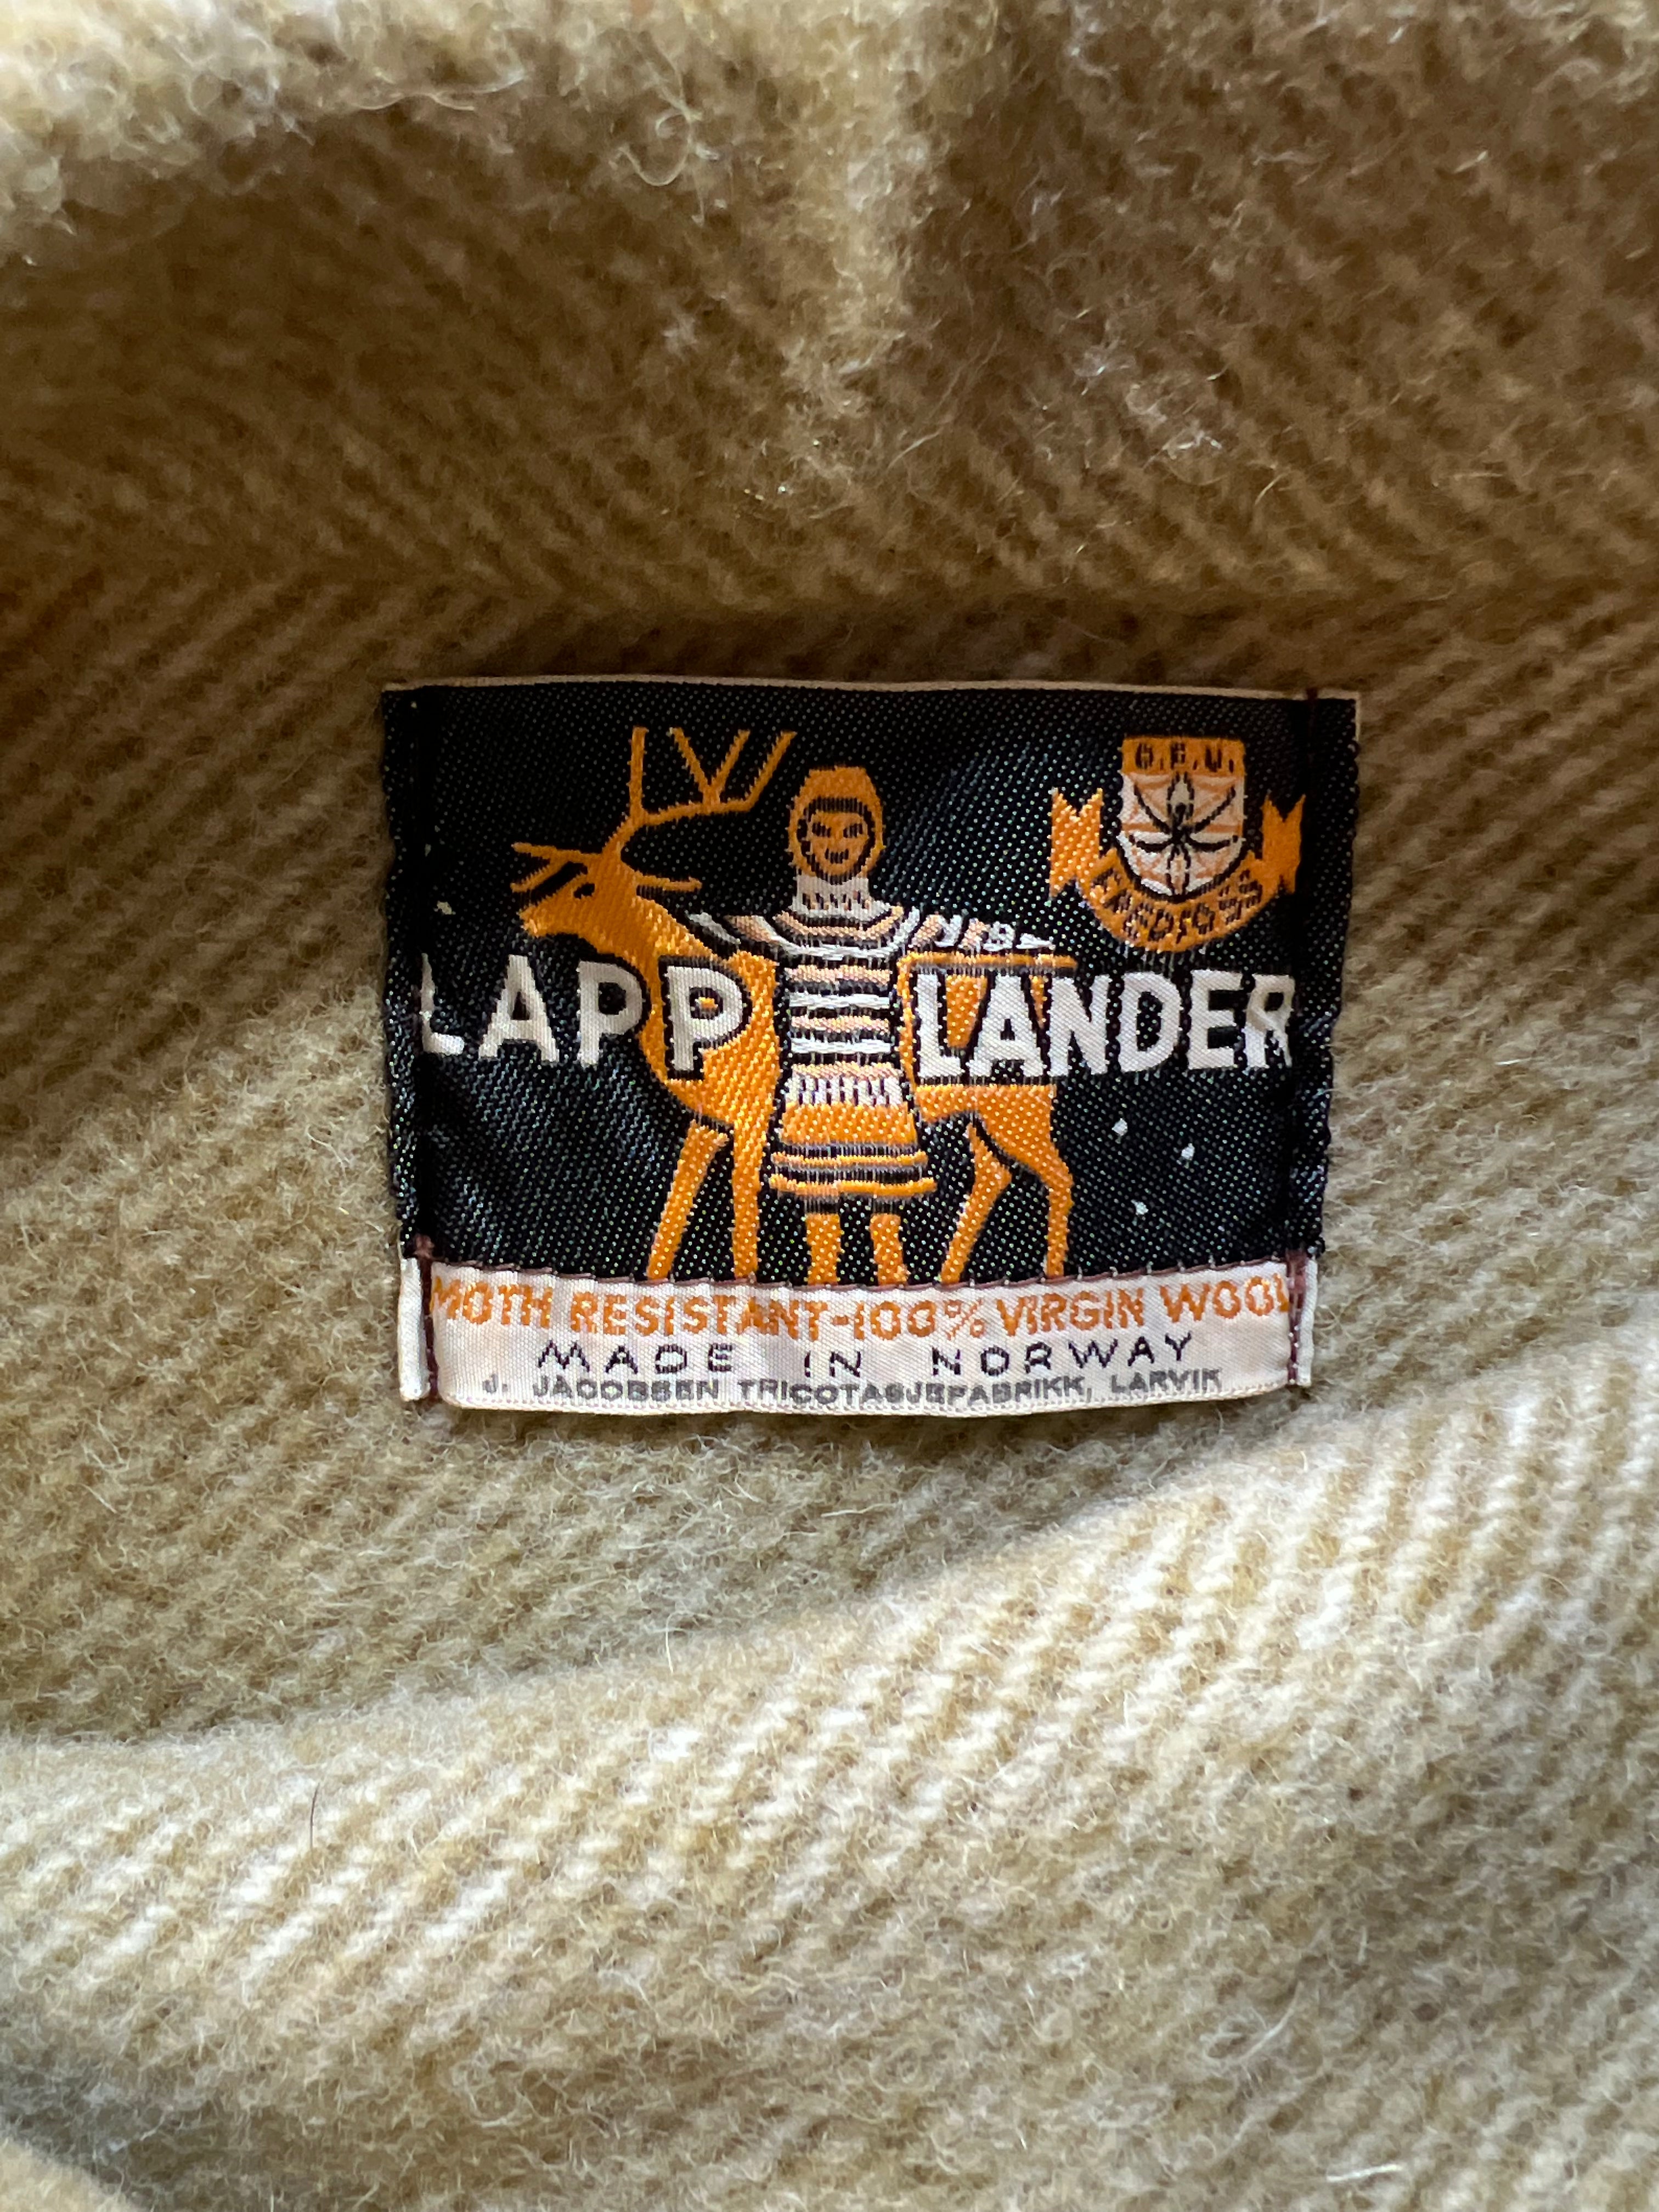 LAPP LANDER
MOTH RESISTANT-100% VIRGIN WOOL
MADE IN NORWAY
J. JACOBSEN TRICOTASJEFABRIKK, LARVIK